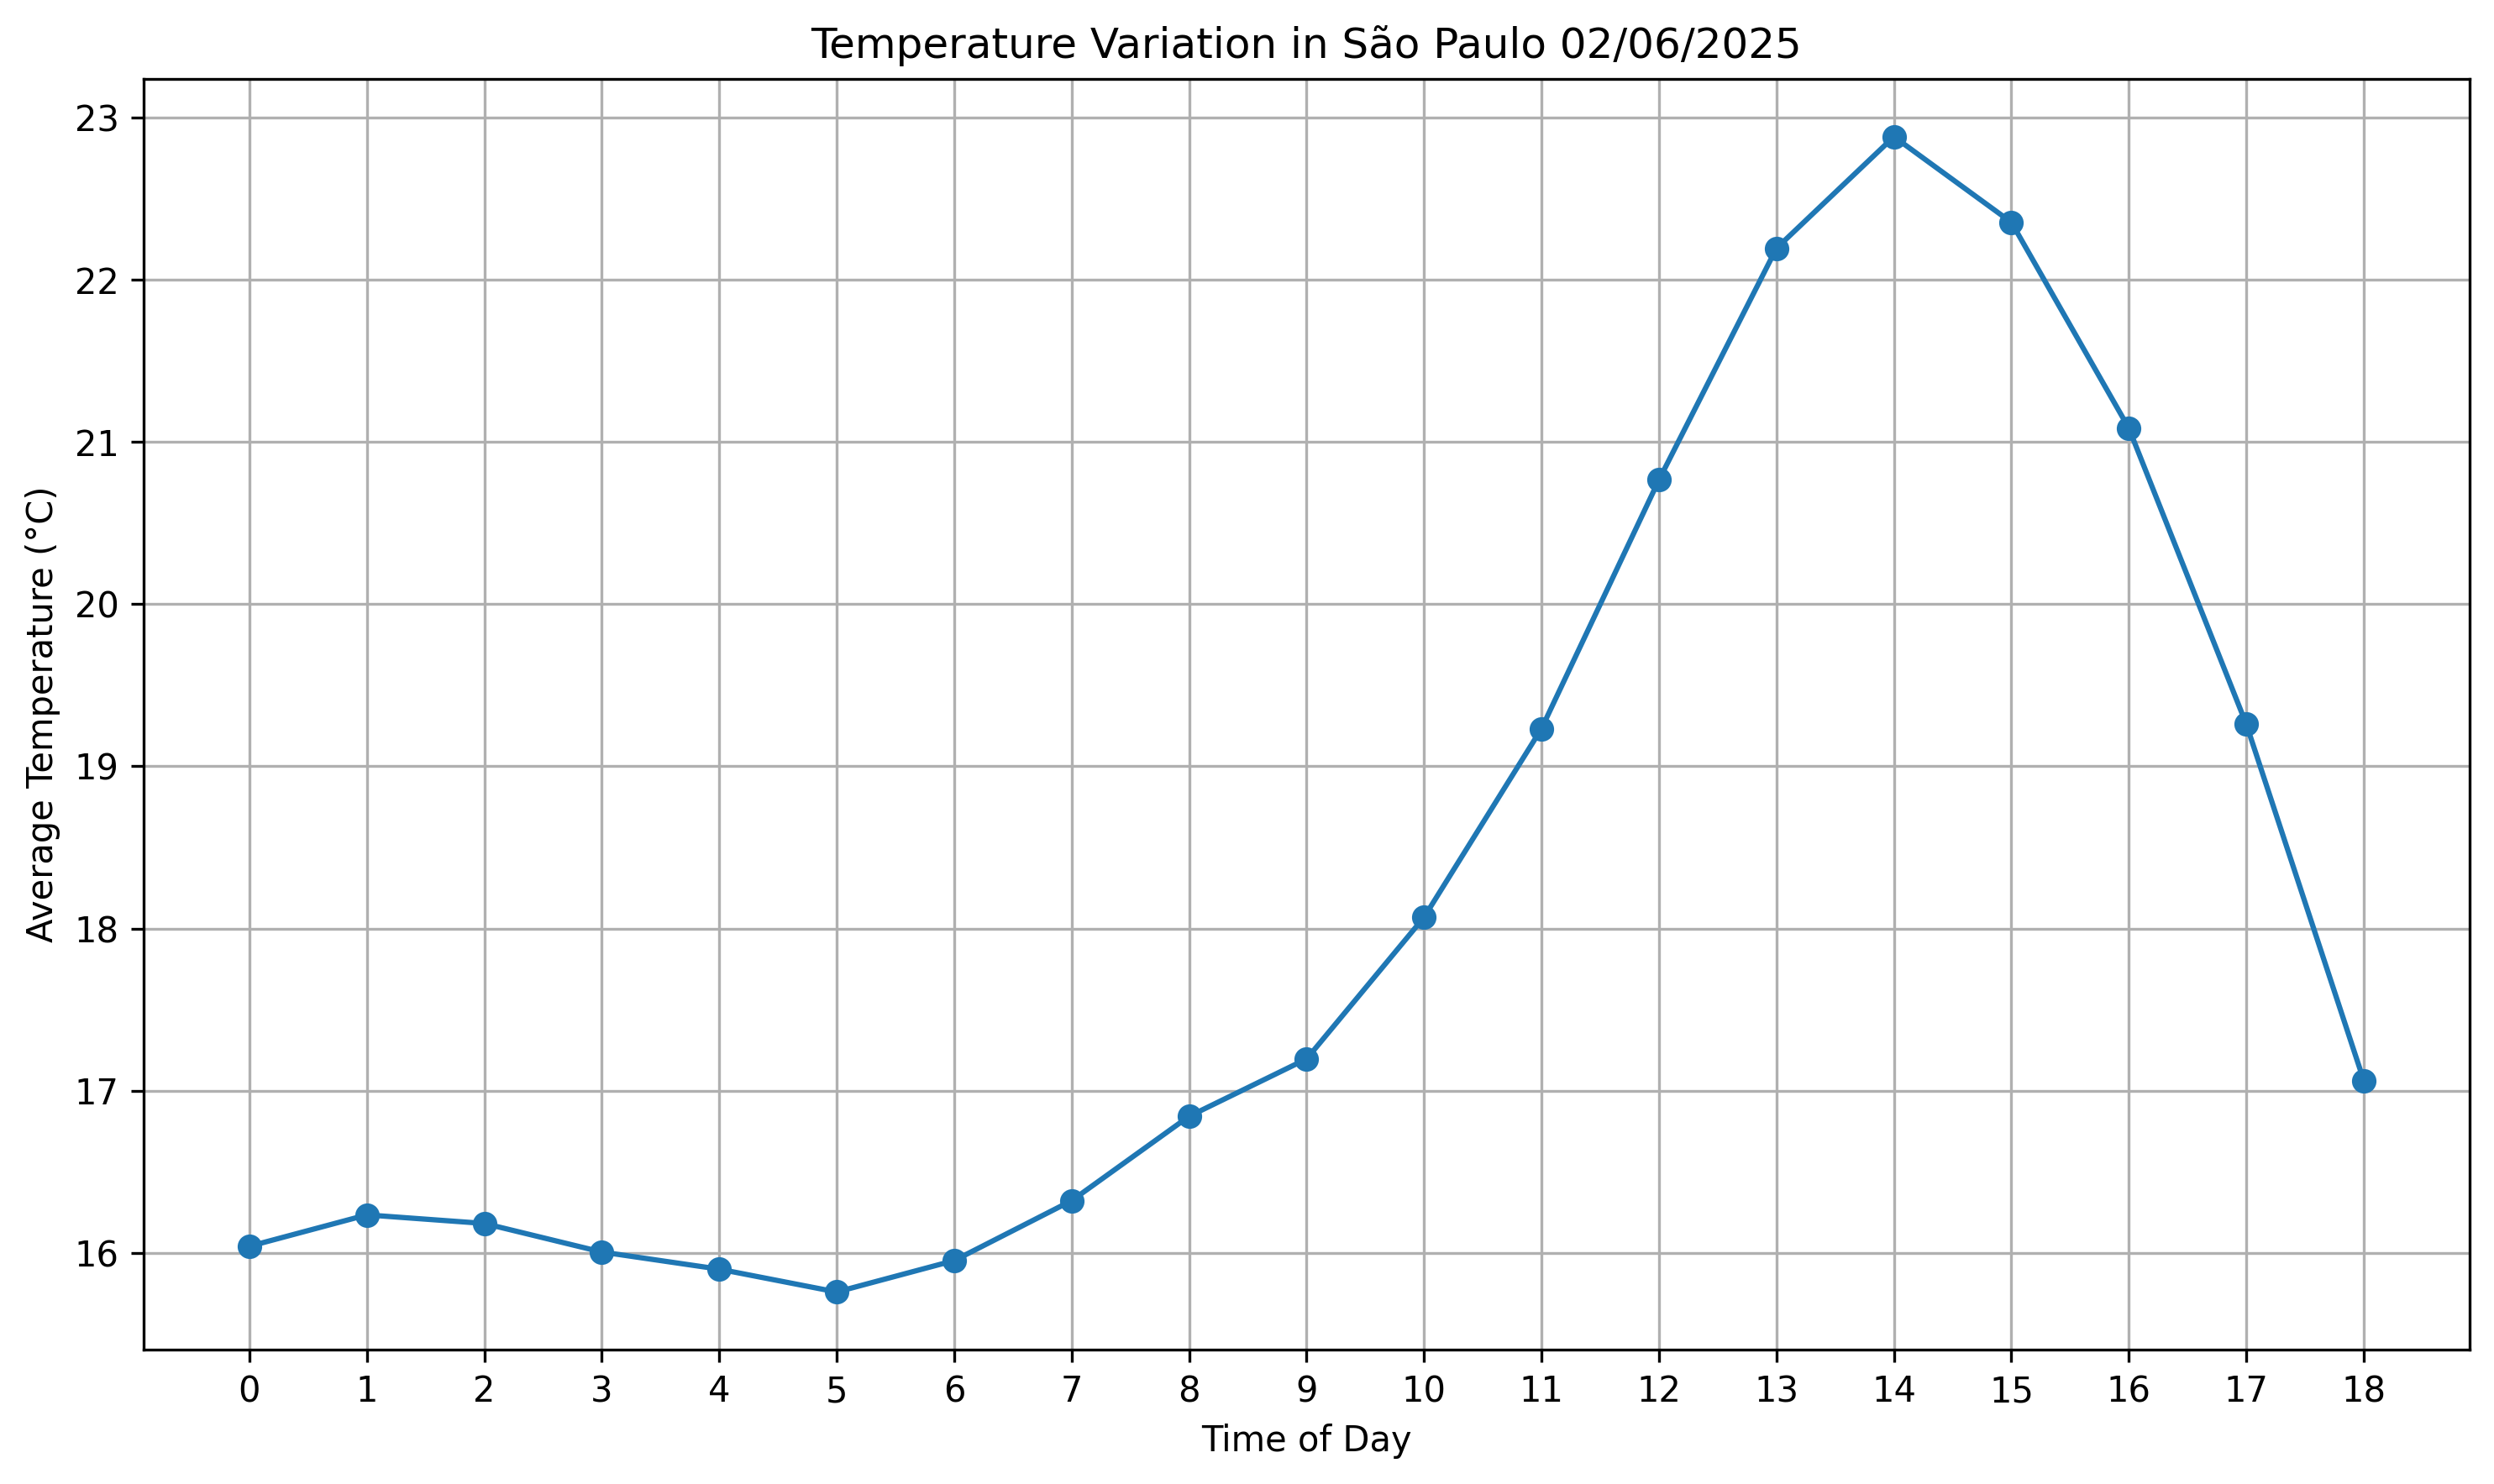 Temperature Variation in São Paulo 02/06/2025
23
22
21
20
19
18
17
16
Average Temperature (°C)
0 1 2 3 4 5 6 7 8 9 10 11 12 13 14 15 16 17 18
Time of Day